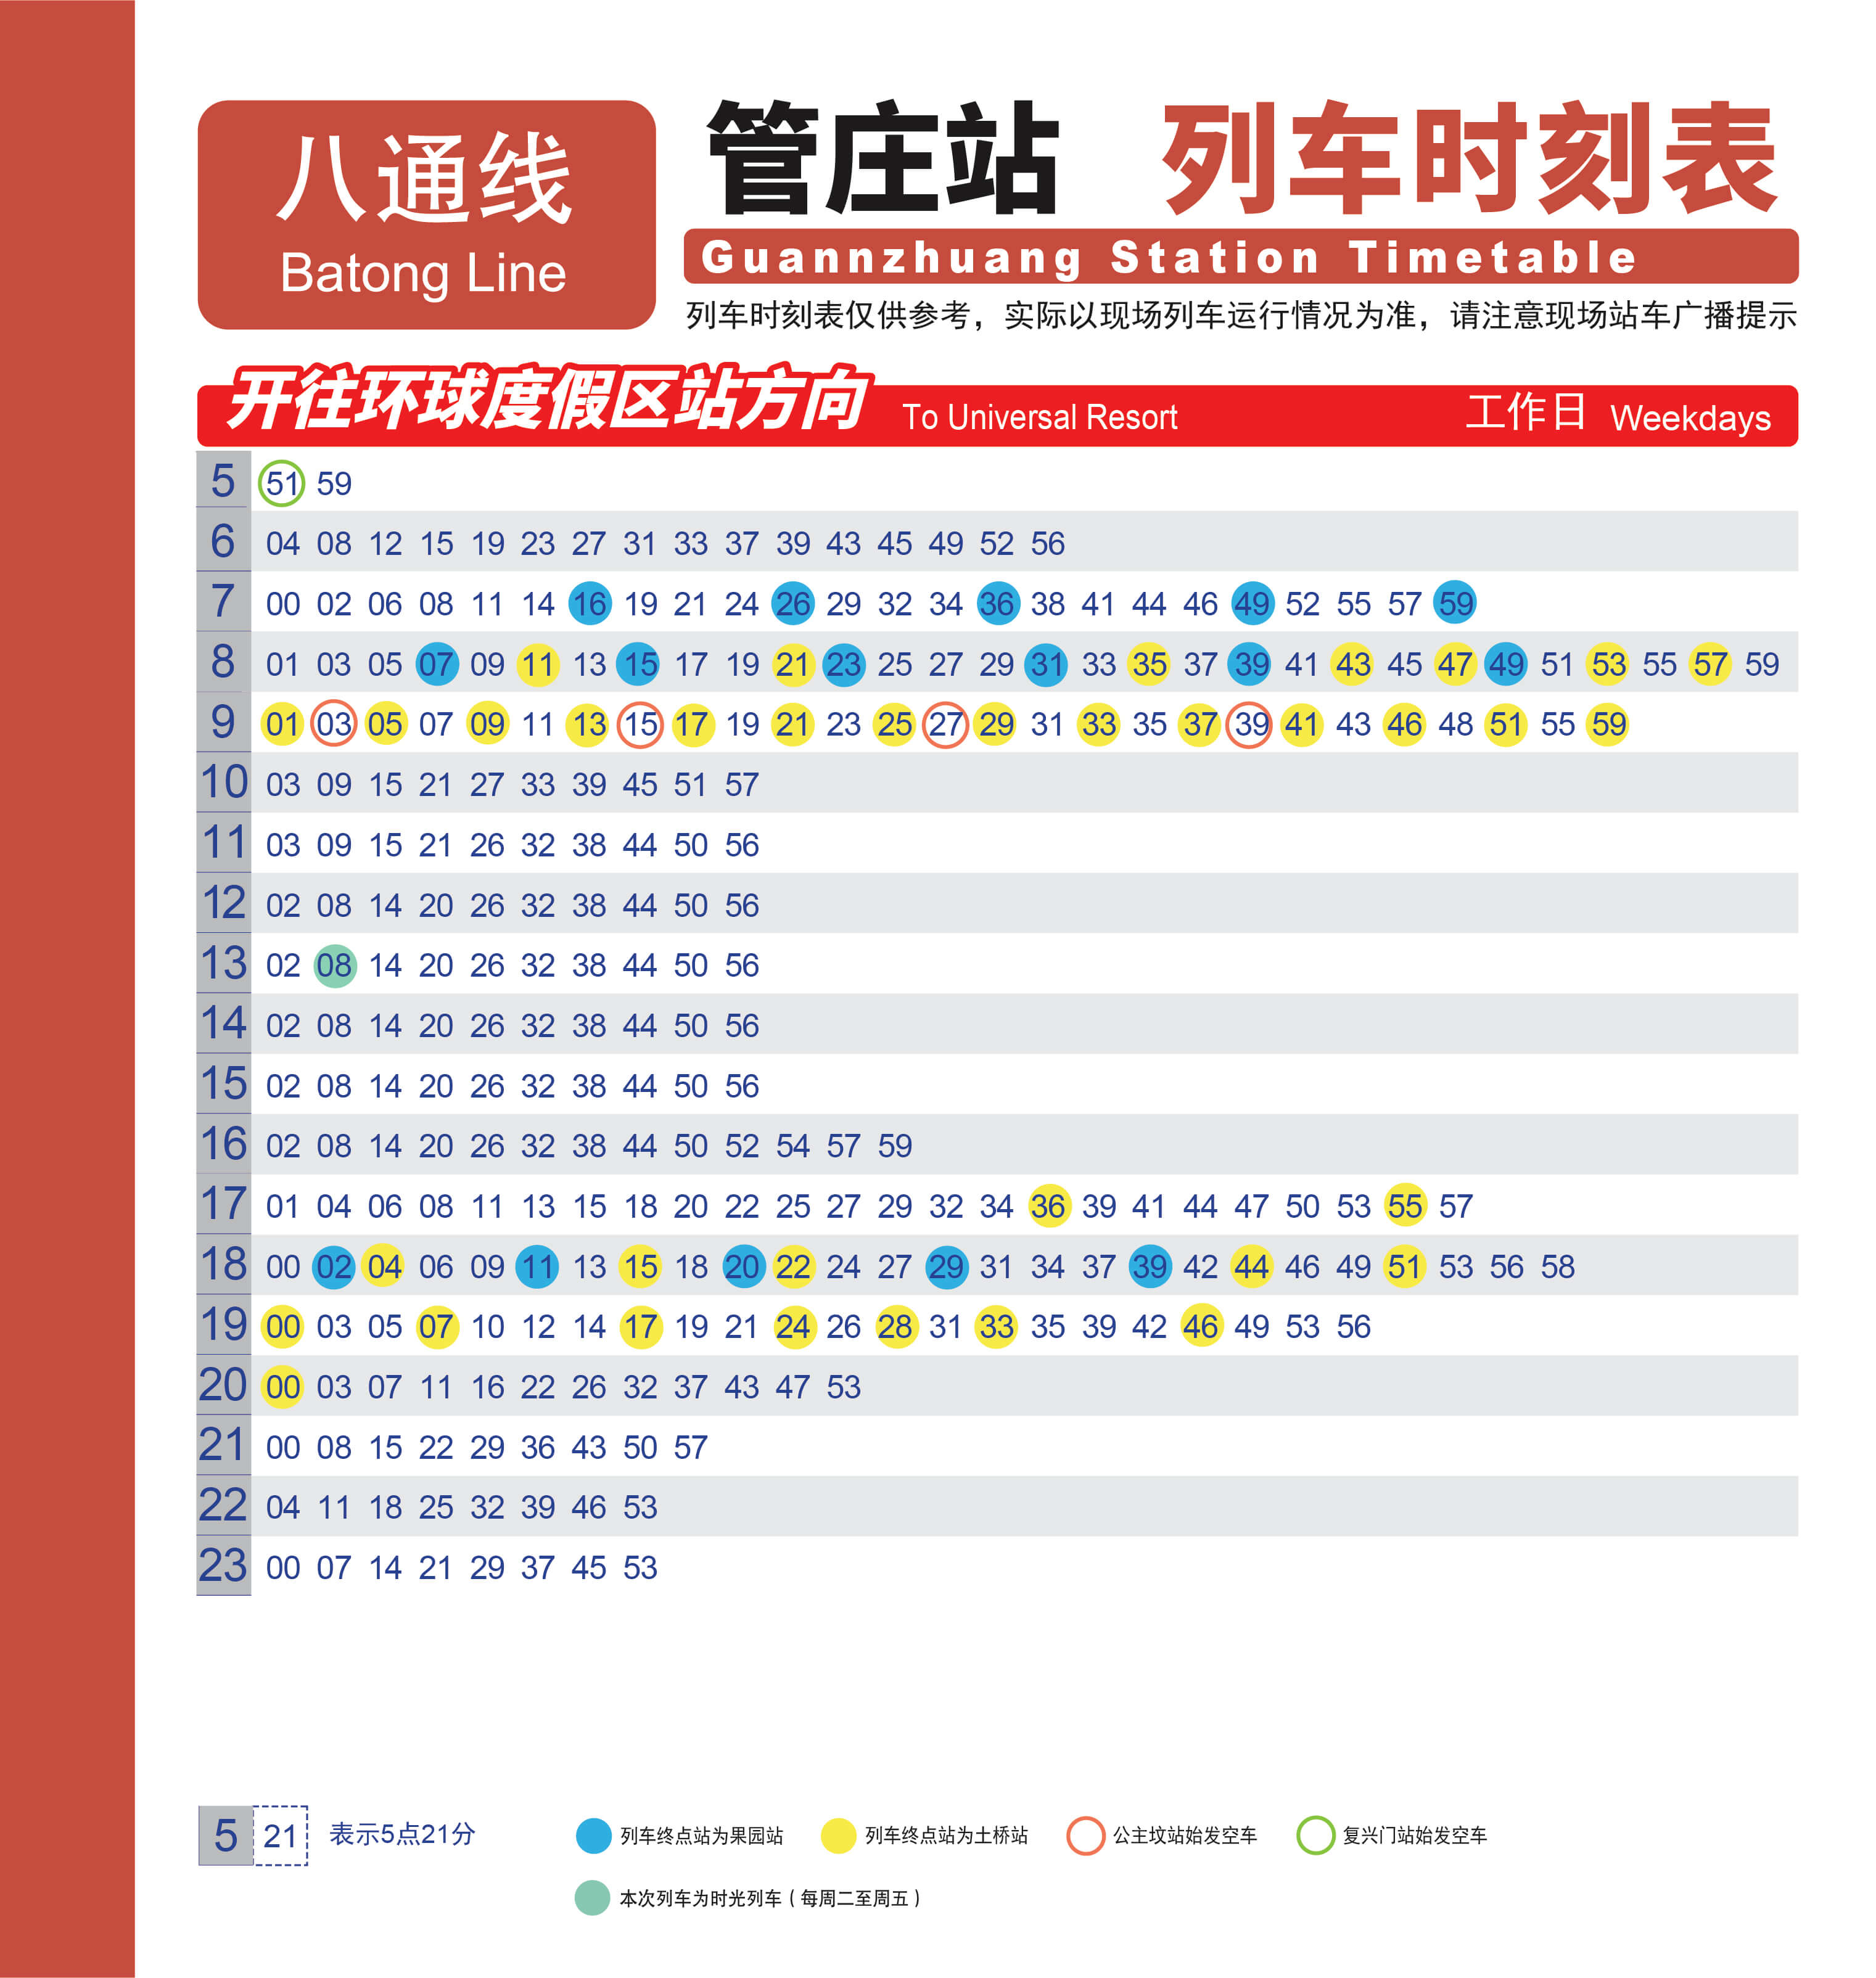 八通线
Batong Line
管庄站 列车时刻表
Guannzhuang Station Timetable
列车时刻表仅供参考，实际以现场列车运行情况为准，请注意现场站车广播提示
开往环球度假区站方向 To Universal Resort 工作日 Weekdays
5 51 59
6 04 08 12 15 19 23 27 31 33 37 39 43 45 49 52 56
7 00 02 06 08 11 14 16 19 21 24 26 29 32 34 36 38 41 44 46 49 52 55 57 59
8 01 03 05 07 09 11 13 15 17 19 21 23 25 27 29 31 33 35 37 39 41 43 45 47 49 51 53 55 57 59
9 01 03 05 07 09 11 13 15 17 19 21 23 25 27 29 31 33 35 37 39 41 43 46 48 51 55 59
10 03 09 15 21 27 33 39 45 51 57
11 03 09 15 21 26 32 38 44 50 56
12 02 08 14 20 26 32 38 44 50 56
13 02 08 14 20 26 32 38 44 50 56
14 02 08 14 20 26 32 38 44 50 56
15 02 08 14 20 26 32 38 44 50 56
16 02 08 14 20 26 32 38 44 50 52 54 57 59
17 01 04 06 08 11 13 15 18 20 22 25 27 29 32 34 36 39 41 44 47 50 53 55 57
18 00 02 04 06 09 11 13 15 18 20 22 24 27 29 31 34 37 39 42 44 46 49 51 53 56 58
19 00 03 05 07 10 12 14 17 19 21 24 26 28 31 33 35 39 42 46 49 53 56
20 00 03 07 11 16 22 26 32 37 43 47 53
21 00 08 15 22 29 36 43 50 57
22 04 11 18 25 32 39 46 53
23 00 07 14 21 29 37 45 53
5 21 表示5点21分 列车终点站为果园站 列车终点站为土桥站 公主坟站始发空车 复兴门站始发空车
本次列车为时光列车（每周二至周五）